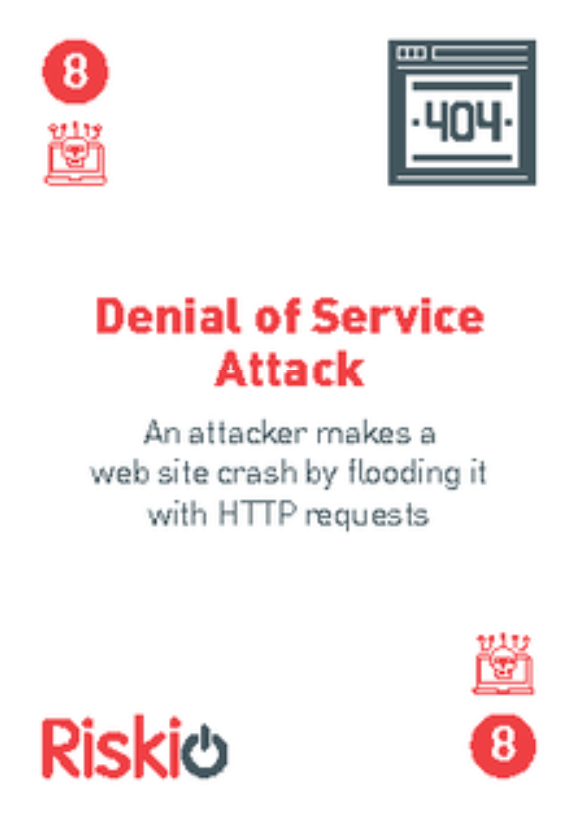 8
404
Denial of Service
Attack
An attacker makes a
web site crash by flooding it
with HTTP requests
Riskio
8